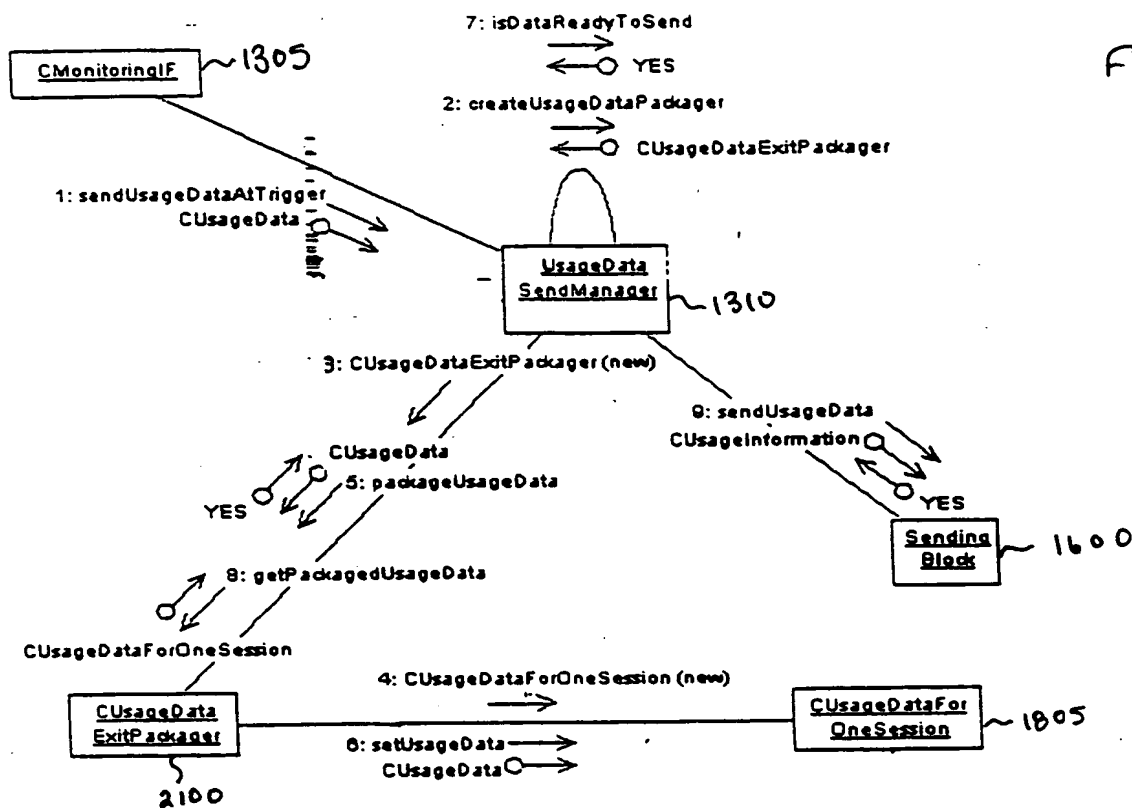 7: isDataReadyToSend
YES
F
CMonitoringIF
1305
2: createUsageDataPackager
CUsageDataExitPackager
1: sendUsageDataAtTrigger
CUsageData
UsageData
SendManager
1310
3: CUsageDataExitPackager (new)
9: sendUsageData
CUsageInformation
YES
CUsageData
5: packageUsageData
YES
Sending
Block
1600
8: getPackagedUsageData
CUsageDataForOneSession
4: CUsageDataForOneSession (new)
CUsageData
ExitPackager
CUsageDataFor
OneSession
1805
6: setUsageData
CUsageData
2100